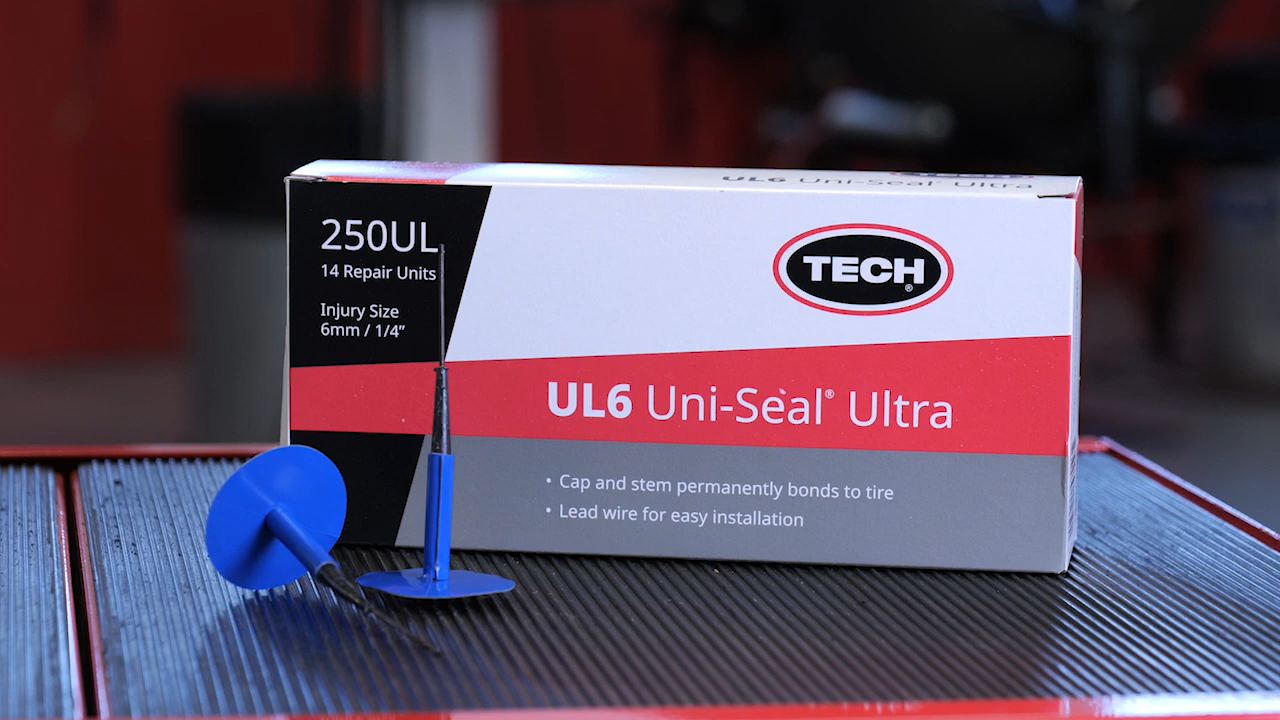 UL6 Uni-Seal® Ultra
250UL
14 Repair Units
Injury Size
6mm / 1/4”
TECH®
UL6 Uni-Seal® Ultra
• Cap and stem permanently bonds to tire
• Lead wire for easy installation